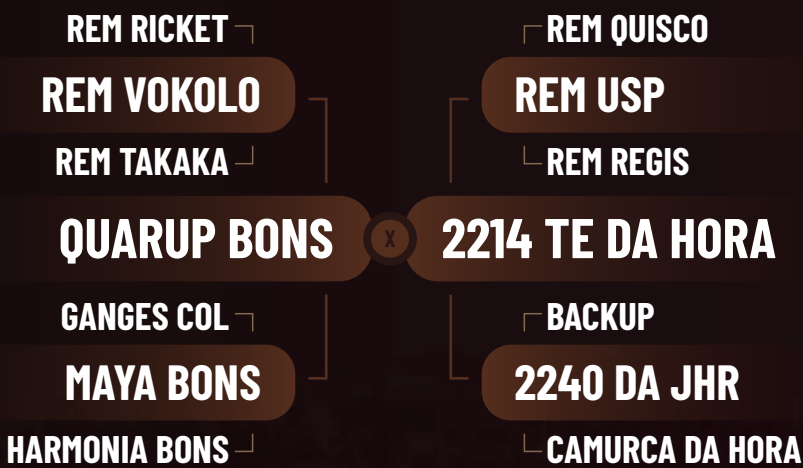 REM RICKET
REM QUISCO
REM VOKOLO
REM USP
REM TAKAKA
REM REGIS
QUARUP BONS
X
2214 TE DA HORA
GANGES COL
BACKUP
MAYA BONS
2240 DA JHR
HARMONIA BONS
CAMURCA DA HORA